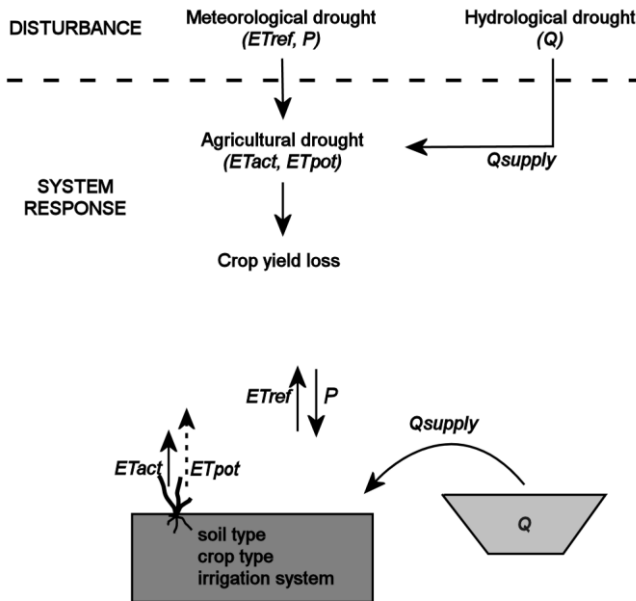 DISTURBANCE
Meteorological drought
(ETref, P)
Hydrological drought
(Q)
Agricultural drought
(ETact, ETpot)
Qsupply
SYSTEM
RESPONSE
Crop yield loss
ETref
P
Qsupply
ETact
ETpot
Q
soil type
crop type
irrigation system